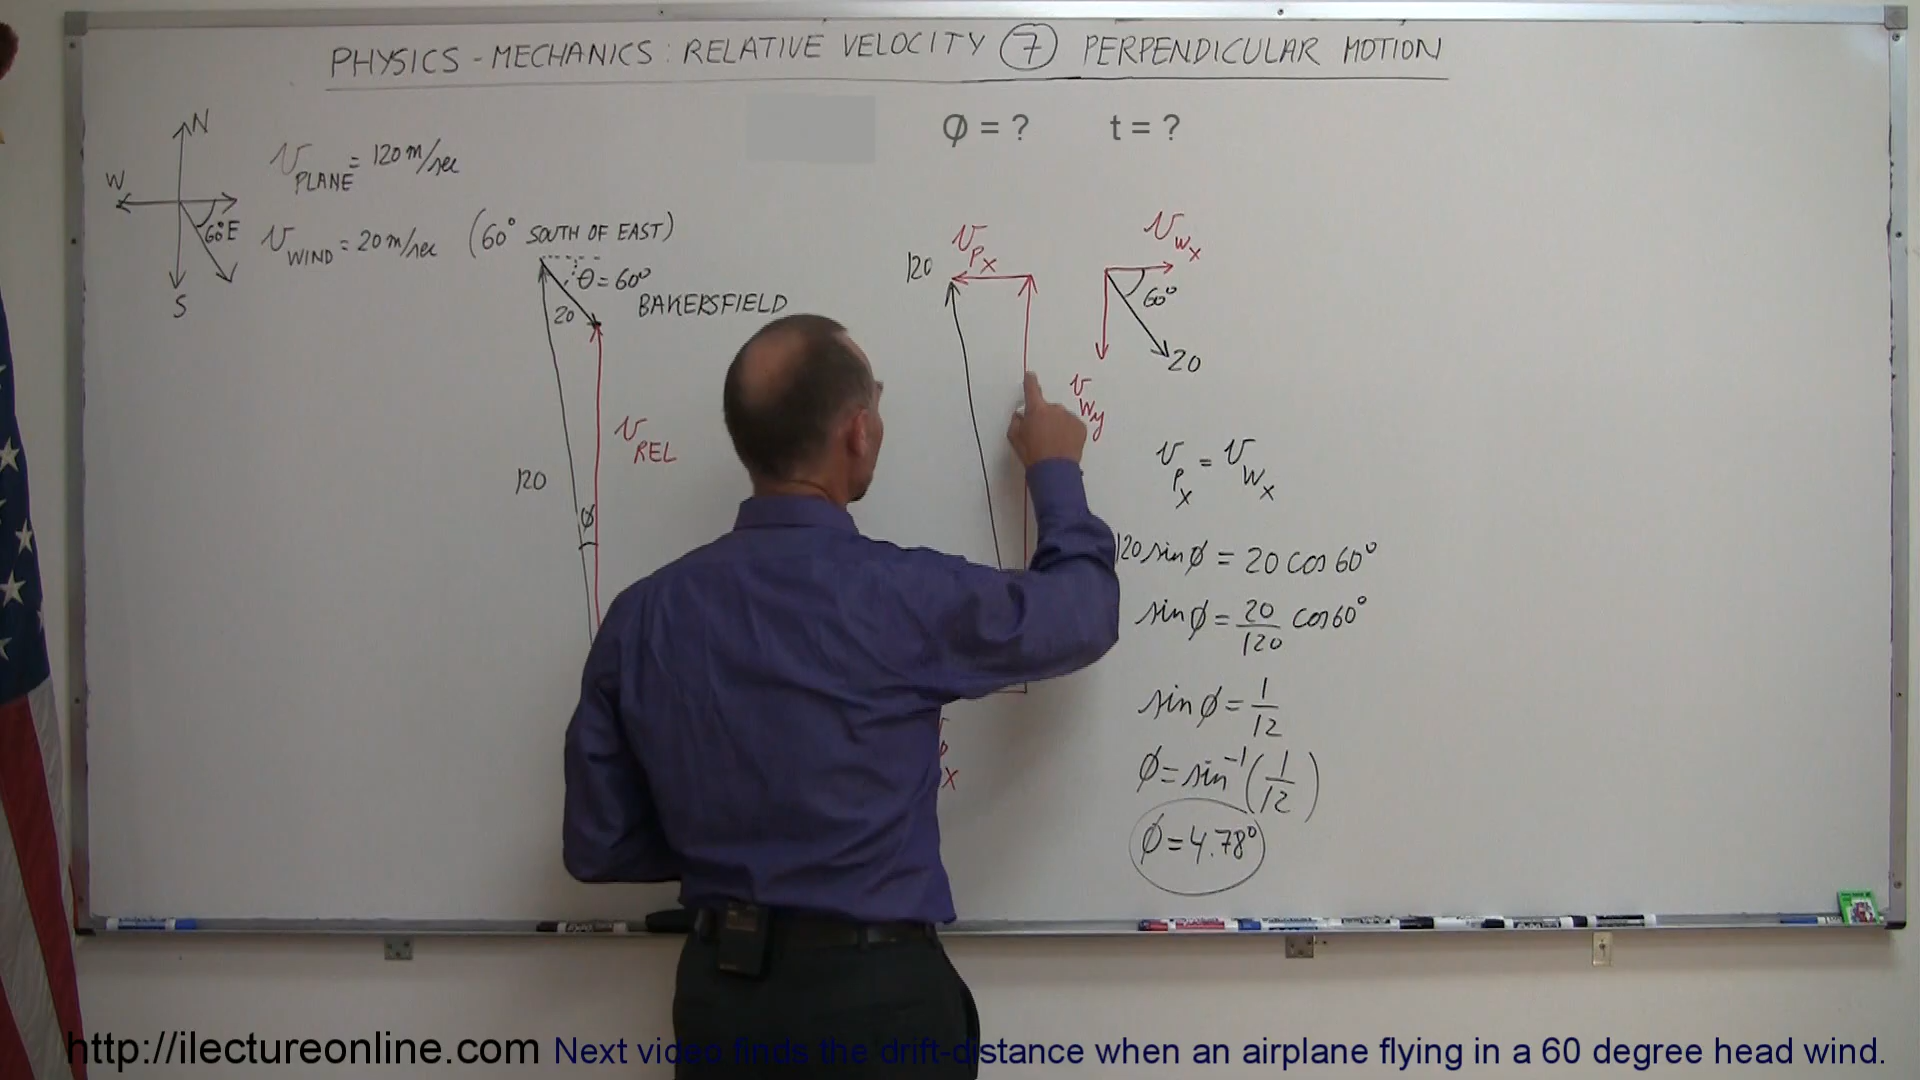 PHYSICS - MECHANICS: RELATIVE VELOCITY 7 PERPENDICULAR MOTION
φ = ? t = ?
N
W
E
S
60°
V PLANE = 120 m/sec
V WIND = 20 m/sec (60° SOUTH OF EAST)
θ = 60°
20
BAKERSFIELD
V REL
120
φ
V Px
120
V Wx
60°
20
V Wy
V Px = V Wx
120 sin φ = 20 cos 60°
sin φ = 20/120 cos 60°
sin φ = 1/12
φ = sin⁻¹(1/12)
φ = 4.78°
X
http://ilectureonline.com Next video finds the drift-distance when an airplane flying in a 60 degree head wind.